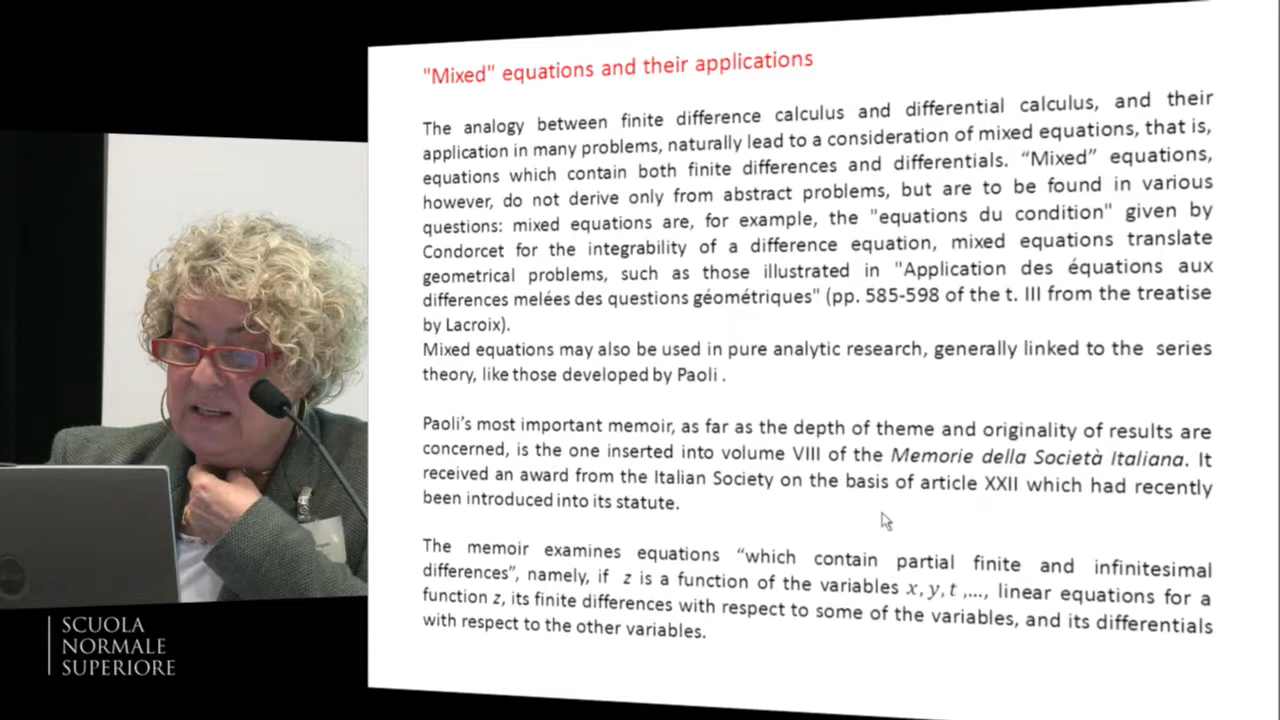 "Mixed" equations and their applications
The analogy between finite difference calculus and differential calculus, and their
application in many problems, naturally lead to a consideration of mixed equations, that is,
equations which contain both finite differences and differentials. “Mixed” equations,
however, do not derive only from abstract problems, but are to be found in various
questions: mixed equations are, for example, the "equations du condition" given by
Condorcet for the integrability of a difference equation, mixed equations translate
geometrical problems, such as those illustrated in "Application des équations aux
differences melées des questions géométriques" (pp. 585-598 of the t. III from the treatise
by Lacroix).
Mixed equations may also be used in pure analytic research, generally linked to the series
theory, like those developed by Paoli .
Paoli’s most important memoir, as far as the depth of theme and originality of results are
concerned, is the one inserted into volume VIII of the Memorie della Società Italiana. It
received an award from the Italian Society on the basis of article XXII which had recently
been introduced into its statute.
The memoir examines equations “which contain partial finite and infinitesimal
differences”, namely, if z is a function of the variables x, y, t ,..., linear equations for a
function z, its finite differences with respect to some of the variables, and its differentials
with respect to the other variables.
SCUOLA
NORMALE
SUPERIORE